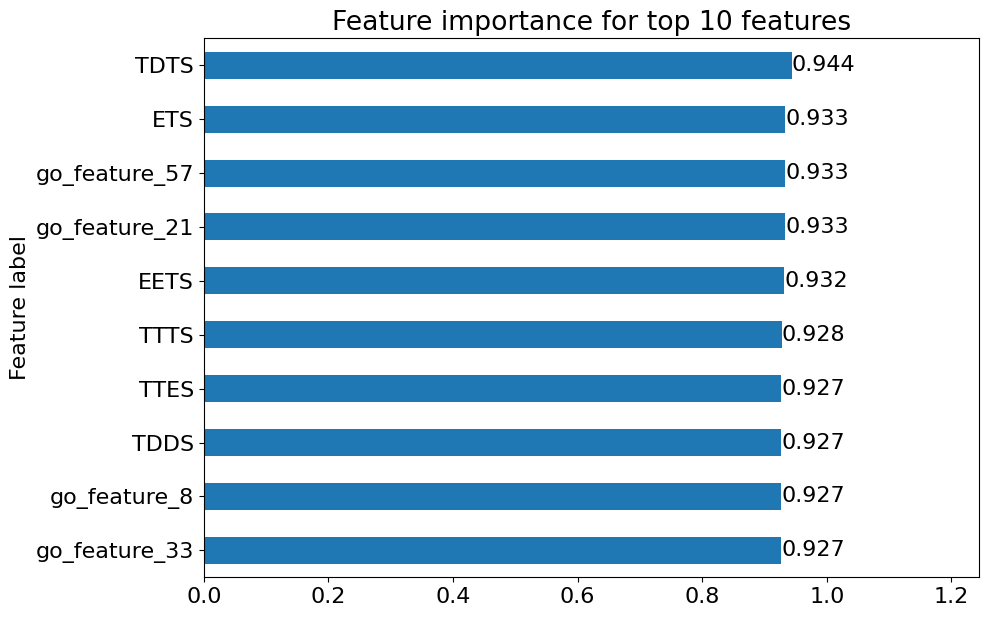 Feature importance for top 10 features
Feature label
TDTS 0.944
ETS 0.933
go_feature_57 0.933
go_feature_21 0.933
EETS 0.932
TTTS 0.928
TTES 0.927
TDDS 0.927
go_feature_8 0.927
go_feature_33 0.927
0.0 0.2 0.4 0.6 0.8 1.0 1.2